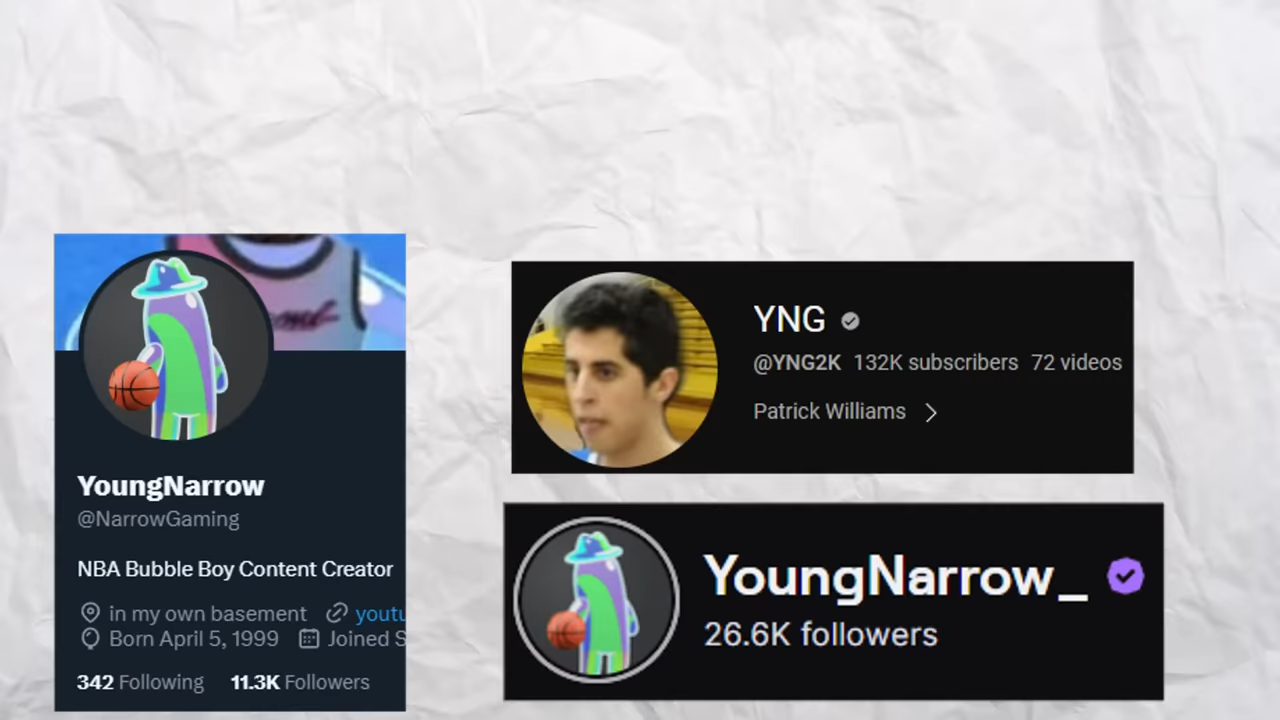 YoungNarrow
@NarrowGaming
NBA Bubble Boy Content Creator
in my own basement youtu
Born April 5, 1999 Joined S
342 Following 11.3K Followers
YNG
@YNG2K 132K subscribers 72 videos
Patrick Williams
YoungNarrow_
26.6K followers